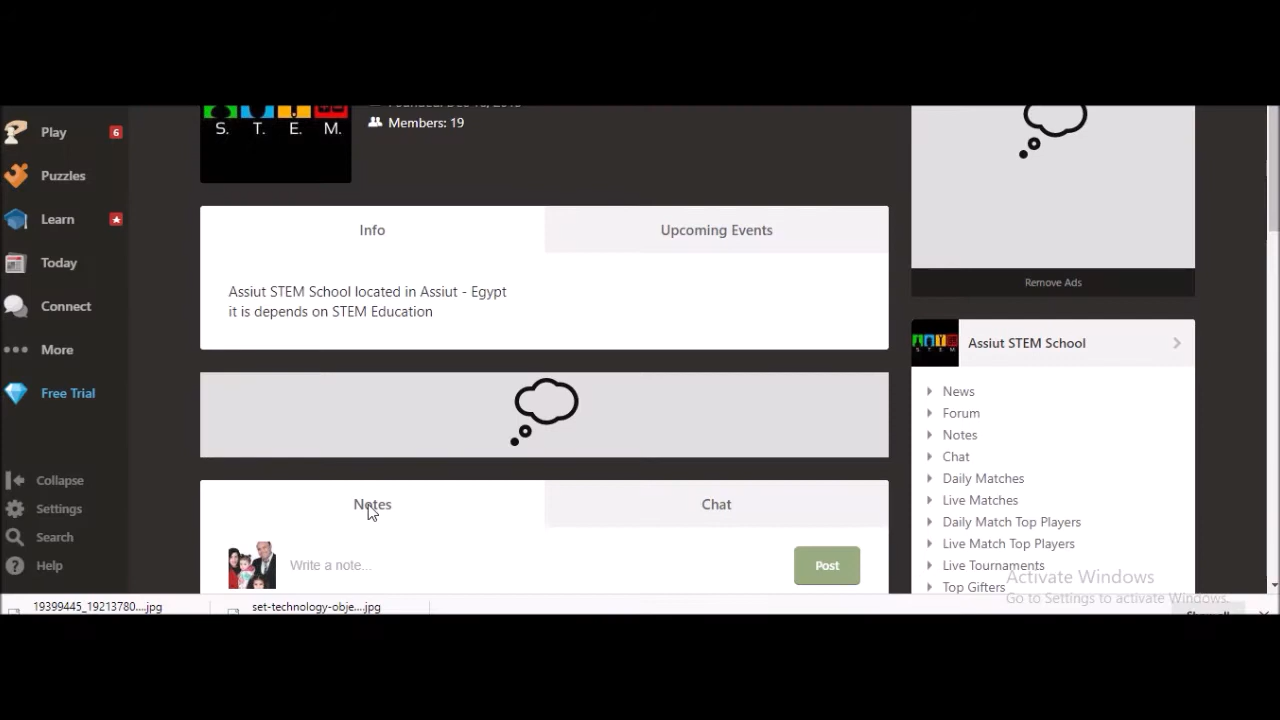 Members: 19
S. T. E. M.
Play 6
Puzzles
Learn
Today
Connect
More
Free Trial
Collapse
Settings
Search
Help
Info
Upcoming Events
Assiut STEM School located in Assiut - Egypt
it is depends on STEM Education
Notes
Chat
Write a note...
Post
Remove Ads
Assiut STEM School
News
Forum
Notes
Chat
Daily Matches
Live Matches
Daily Match Top Players
Live Match Top Players
Live Tournaments
Top Gifters
Activate Windows
Go to Settings to activate Windows.
19399445_19213780....jpg
set-technology-obje....jpg